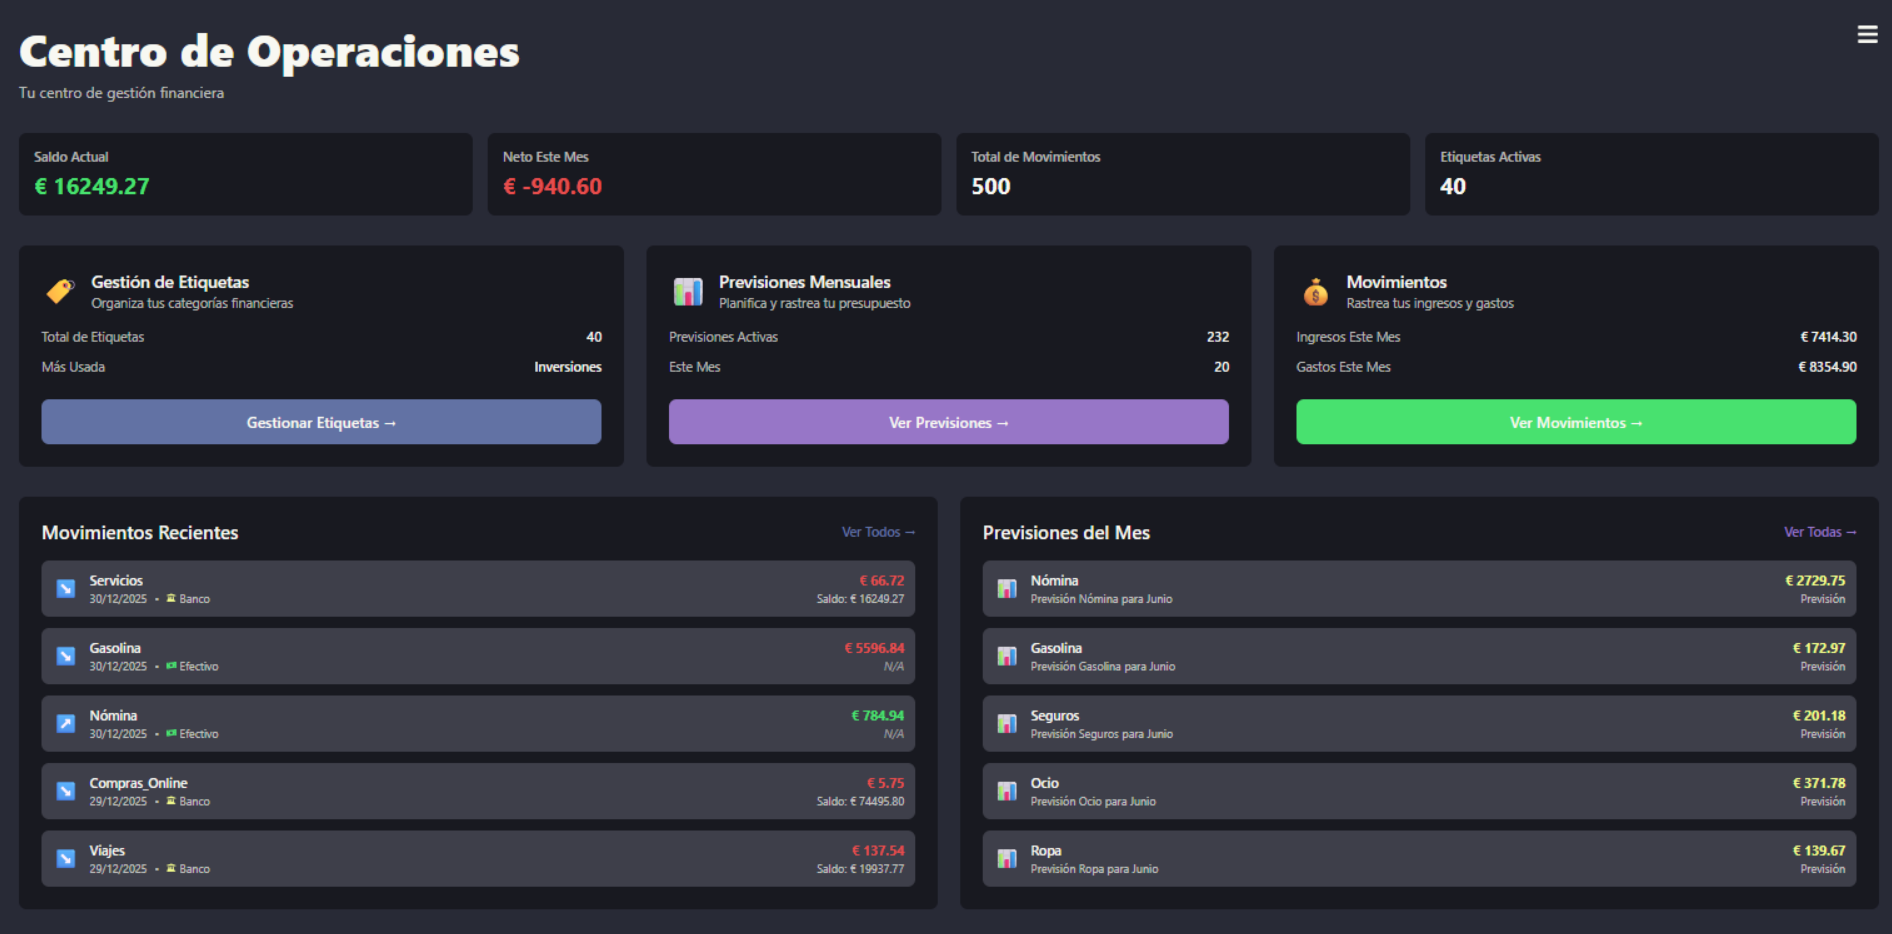 Centro de Operaciones
Tu centro de gestión financiera
Saldo Actual
€ 16249.27
Neto Este Mes
€ -940.60
Total de Movimientos
500
Etiquetas Activas
40
Gestión de Etiquetas
Organiza tus categorías financieras
Total de Etiquetas 40
Más Usada Inversiones
Gestionar Etiquetas →
Previsiones Mensuales
Planifica y rastrea tu presupuesto
Previsiones Activas 232
Este Mes 20
Ver Previsiones →
Movimientos
Rastrea tus ingresos y gastos
Ingresos Este Mes € 7414.30
Gastos Este Mes € 8354.90
Ver Movimientos →
Movimientos Recientes Ver Todos →
Servicios € 66.72
30/12/2025 • Banco Saldo: € 16249.27
Gasolina € 5596.84
30/12/2025 • Efectivo N/A
Nómina € 784.94
30/12/2025 • Efectivo N/A
Compras_Online € 5.75
29/12/2025 • Banco Saldo: € 74495.80
Viajes € 137.54
29/12/2025 • Banco Saldo: € 19937.77
Previsiones del Mes Ver Todas →
Nómina € 2729.75
Previsión Nómina para Junio Previsión
Gasolina € 172.97
Previsión Gasolina para Junio Previsión
Seguros € 201.18
Previsión Seguros para Junio Previsión
Ocio € 371.78
Previsión Ocio para Junio Previsión
Ropa € 139.67
Previsión Ropa para Junio Previsión